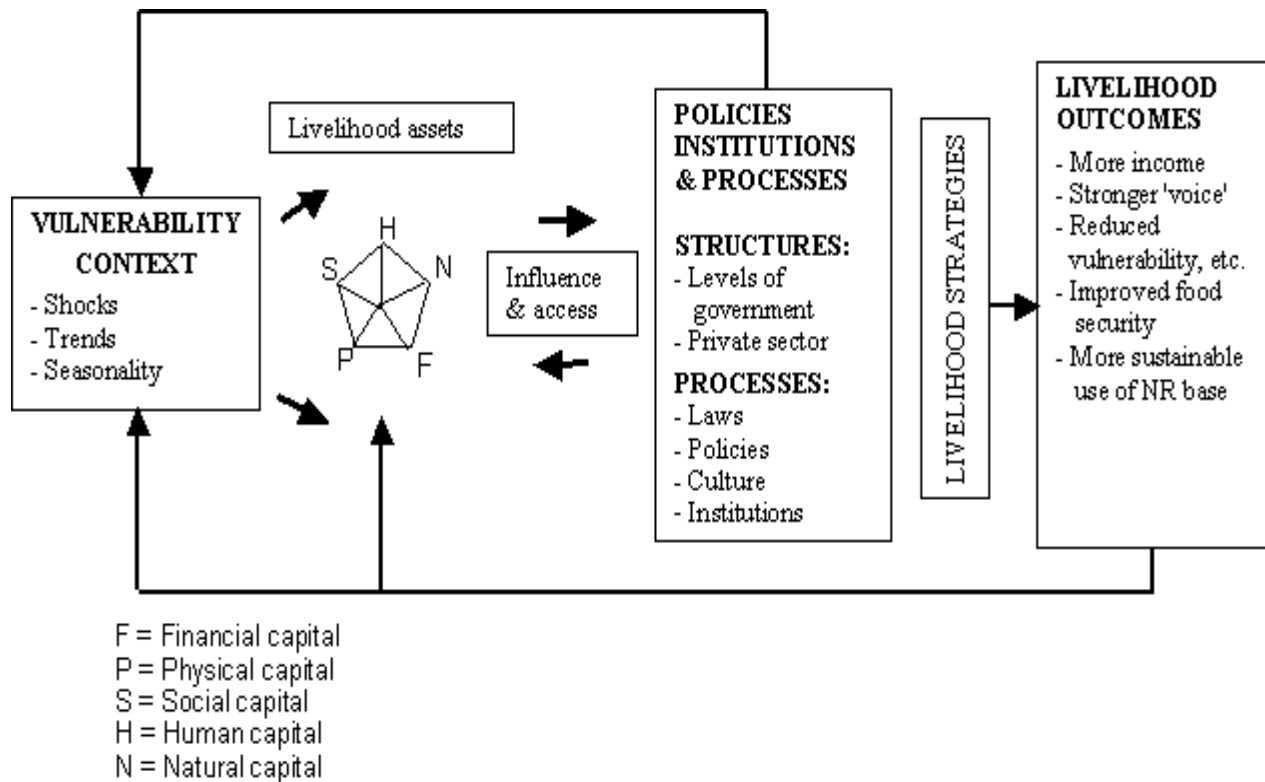 Livelihood assets
VULNERABILITY
CONTEXT
- Shocks
- Trends
- Seasonality
H
S
N
P
F
Influence
& access
POLICIES
INSTITUTIONS
& PROCESSES
STRUCTURES:
- Levels of
government
- Private sector
PROCESSES:
- Laws
- Policies
- Culture
- Institutions
LIVELIHOOD STRATEGIES
LIVELIHOOD
OUTCOMES
- More income
- Stronger 'voice'
- Reduced
vulnerability, etc.
- Improved food
security
- More sustainable
use of NR base
F = Financial capital
P = Physical capital
S = Social capital
H = Human capital
N = Natural capital